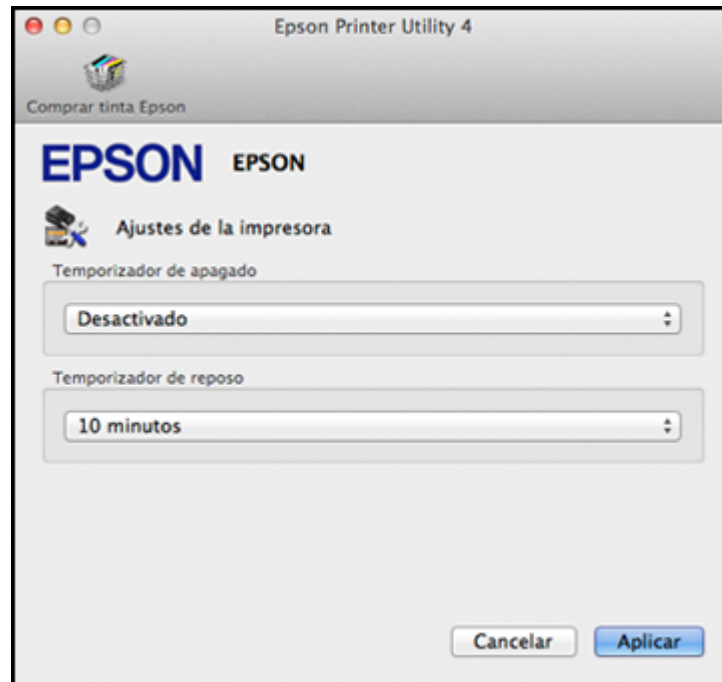 Epson Printer Utility 4
Comprar tinta Epson
EPSON EPSON
Ajustes de la impresora
Temporizador de apagado
Desactivado
Temporizador de reposo
10 minutos
Cancelar Aplicar